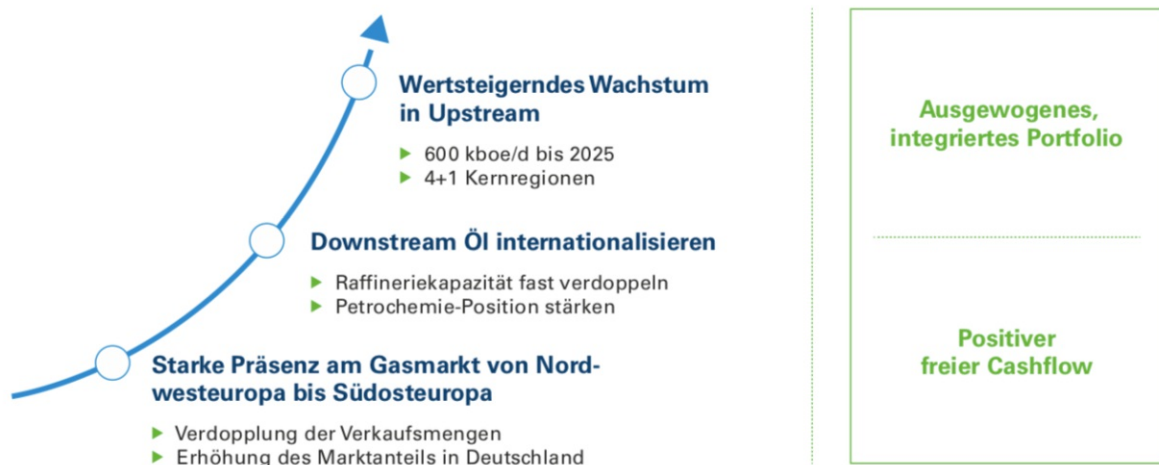 Wertsteigerndes Wachstum
in Upstream
▶ 600 kboe/d bis 2025
▶ 4+1 Kernregionen
Downstream Öl internationalisieren
▶ Raffineriekapazität fast verdoppeln
▶ Petrochemie-Position stärken
Starke Präsenz am Gasmarkt von Nord-
westeuropa bis Südosteuropa
▶ Verdopplung der Verkaufsmengen
▶ Erhöhung des Marktanteils in Deutschland
Ausgewogenes,
integriertes Portfolio
Positiver
freier Cashflow